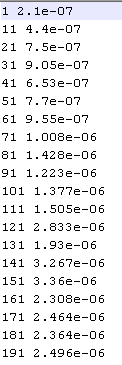 1 2.1e-07
11 4.4e-07
21 7.5e-07
31 9.05e-07
41 6.53e-07
51 7.7e-07
61 9.55e-07
71 1.008e-06
81 1.428e-06
91 1.223e-06
101 1.377e-06
111 1.505e-06
121 2.833e-06
131 1.93e-06
141 3.267e-06
151 3.36e-06
161 2.308e-06
171 2.464e-06
181 2.364e-06
191 2.496e-06